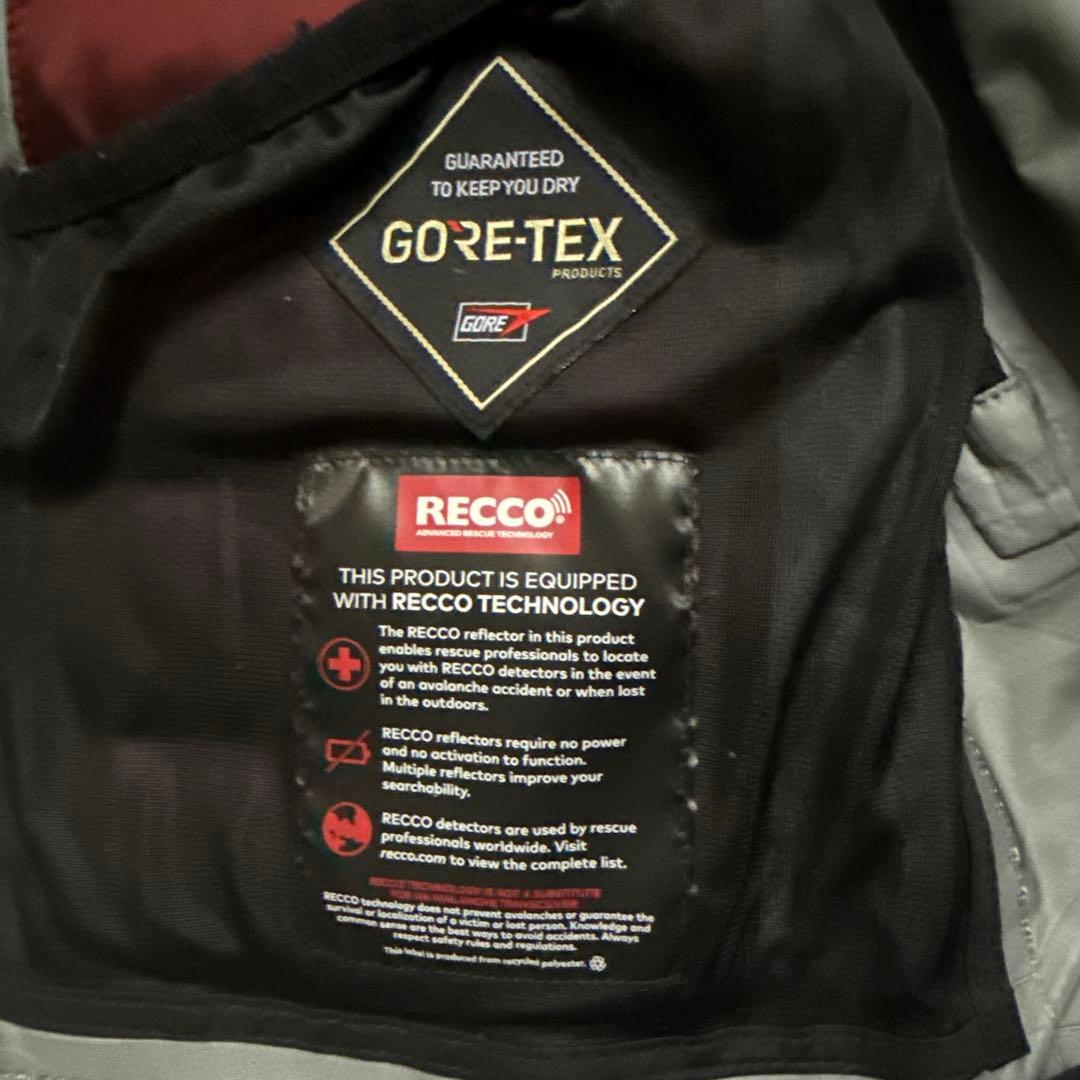 GUARANTEED
TO KEEP YOU DRY
GORE-TEX
PRODUCTS
GORE
RECCO
ADVANCED RESCUE TECHNOLOGY
THIS PRODUCT IS EQUIPPED
WITH RECCO TECHNOLOGY
The RECCO reflector in this product
enables rescue professionals to locate
you with RECCO detectors in the event
of an avalanche accident or when lost
in the outdoors.
RECCO reflectors require no power
and no activation to function.
Multiple reflectors improve your
searchability.
RECCO detectors are used by rescue
professionals worldwide. Visit
recco.com to view the complete list.
RECCO TECHNOLOGY IS NOT A SUBSTITUTE
FOR AN AVALANCHE TRANSCEIVER
RECCO technology does not prevent avalanches or guarantee the
survival or localization of a victim or lost person. Knowledge and
common sense are the best ways to avoid accidents. Always
respect safety rules and regulations.
This label is produced from recycled polyester.